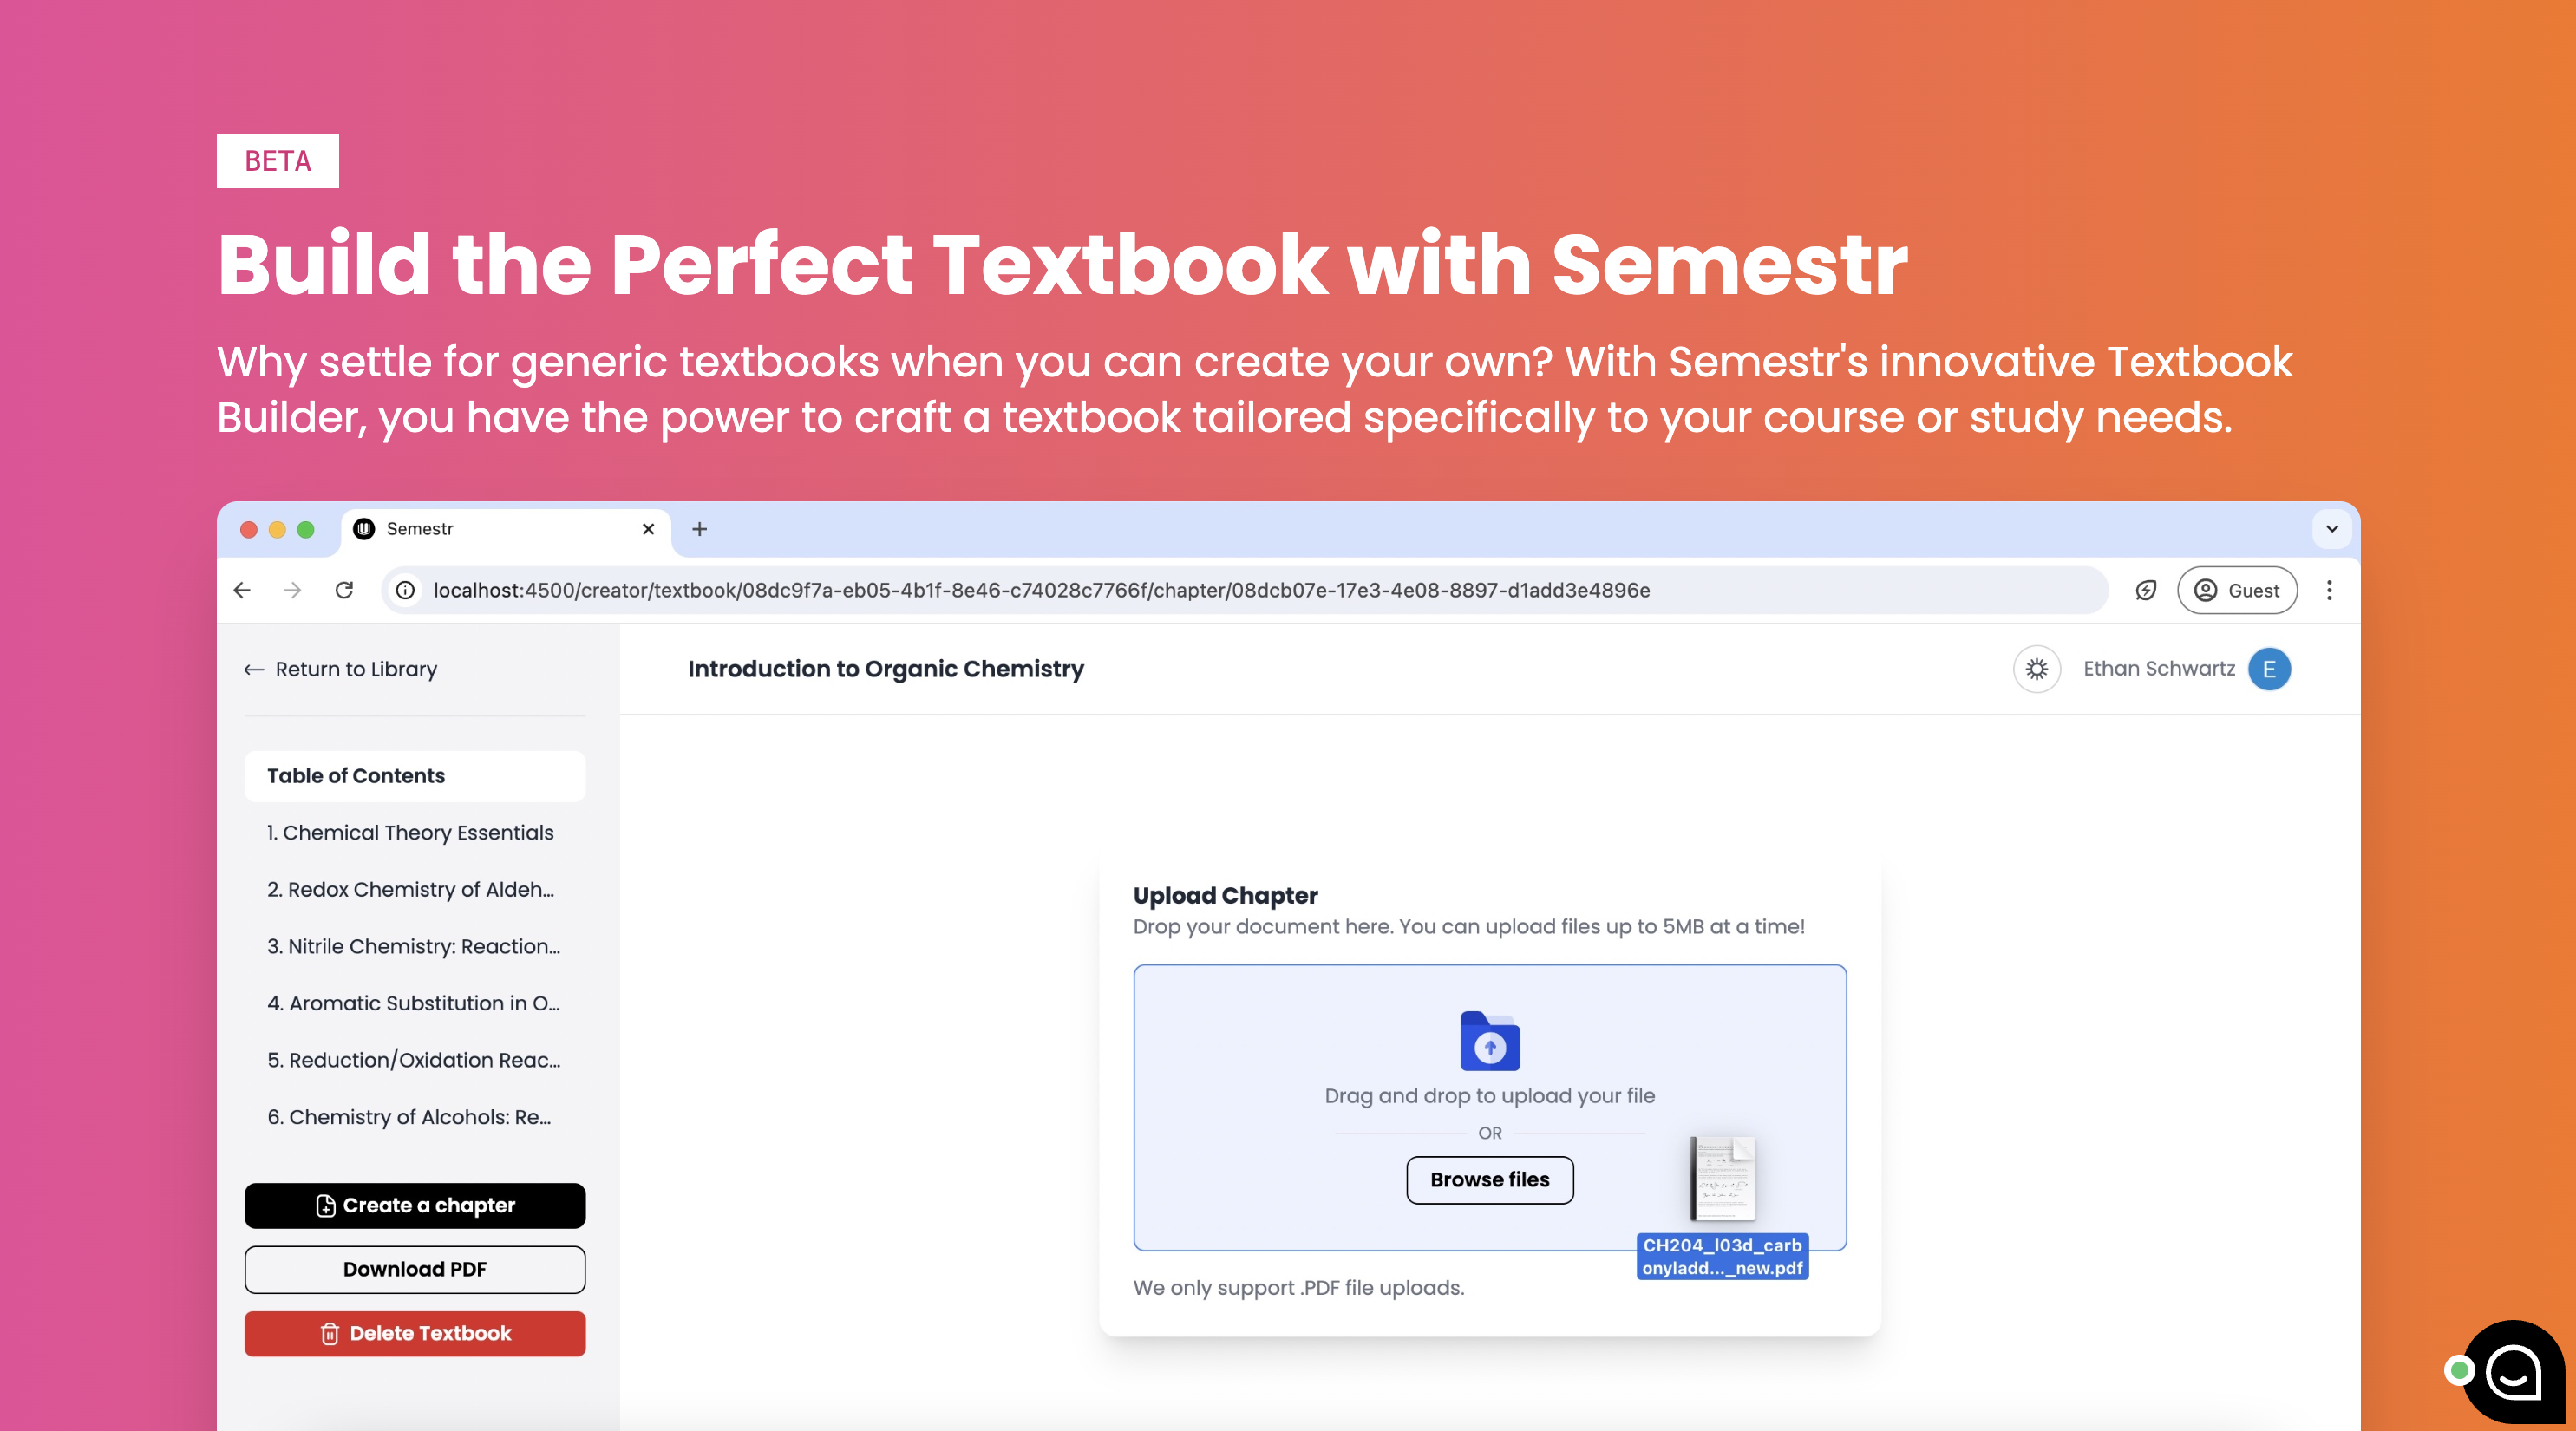 BETA
Build the Perfect Textbook with Semestr
Why settle for generic textbooks when you can create your own? With Semestr's innovative Textbook
Builder, you have the power to craft a textbook tailored specifically to your course or study needs.
Semestr
localhost:4500/creator/textbook/08dc9f7a-eb05-4b1f-8e46-c74028c7766f/chapter/08dcb07e-17e3-4e08-8897-d1add3e4896e
Guest
Return to Library
Introduction to Organic Chemistry
Ethan Schwartz
E
Table of Contents
1. Chemical Theory Essentials
2. Redox Chemistry of Aldeh...
3. Nitrile Chemistry: Reaction...
4. Aromatic Substitution in O...
5. Reduction/Oxidation Reac...
6. Chemistry of Alcohols: Re...
Create a chapter
Download PDF
Delete Textbook
Upload Chapter
Drop your document here. You can upload files up to 5MB at a time!
Drag and drop to upload your file
OR
Browse files
CH204_l03d_carb
onyladd..._new.pdf
We only support .PDF file uploads.